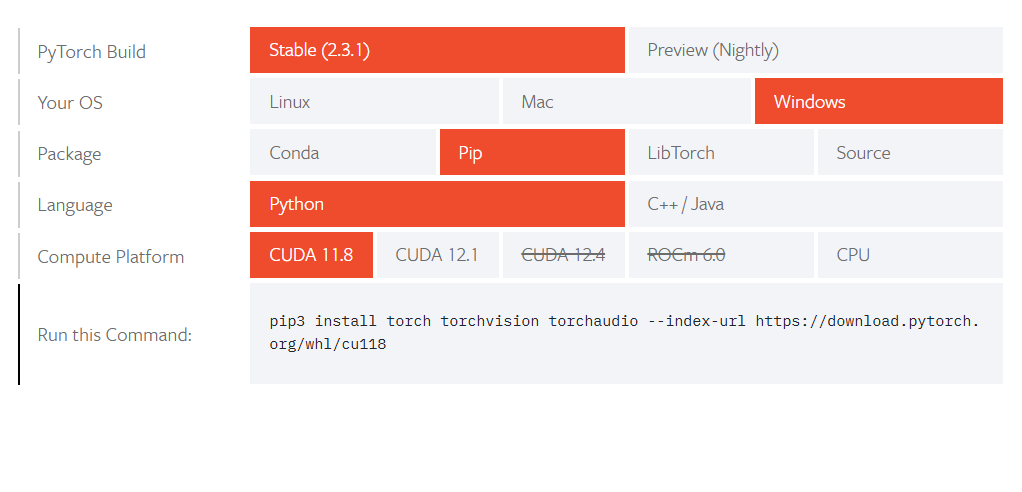 PyTorch Build
Stable (2.3.1)
Preview (Nightly)
Your OS
Linux
Mac
Windows
Package
Conda
Pip
LibTorch
Source
Language
Python
C++ / Java
Compute Platform
CUDA 11.8
CUDA 12.1
CUDA 12.4
ROCm 6.0
CPU
Run this Command:
pip3 install torch torchvision torchaudio --index-url https://download.pytorch.
org/whl/cu118